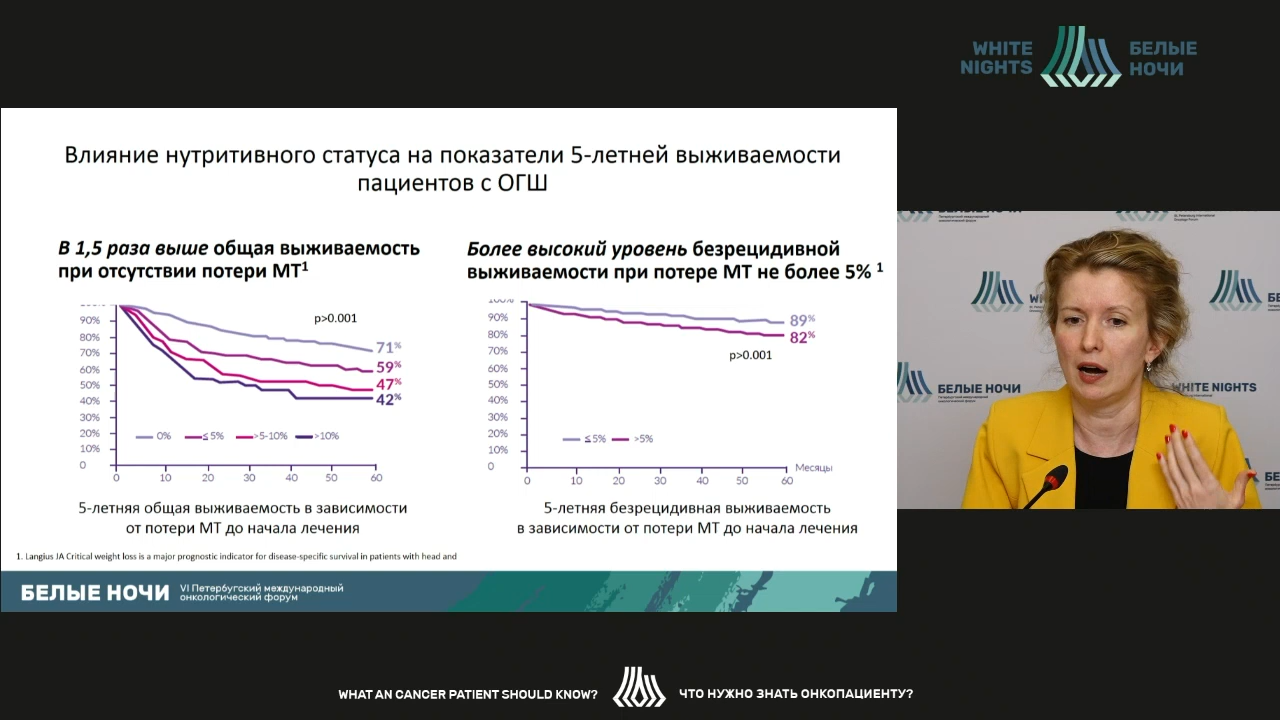 WHITE
NIGHTS
БЕЛЫЕ
НОЧИ
Влияние нутритивного статуса на показатели 5-летней выживаемости
пациентов с ОГШ
В 1,5 раза выше общая выживаемость
при отсутствии потери МТ1
90%
80%
70%
60%
50%
40%
30%
20%
10%
0
p>0.001
71%
59%
47%
42%
0%
≤5%
>5-10%
>10%
0
10
20
30
40
50
60
5-летняя общая выживаемость в зависимости
от потери МТ до начала лечения
Более высокий уровень безрецидивной
выживаемости при потере МТ не более 5% 1
100%
90%
80%
70%
60%
50%
40%
30%
20%
10%
0
89%
82%
p>0.001
≤5%
>5%
Месяцы
0
10
20
30
40
50
60
5-летняя безрецидивная выживаемость
в зависимости от потери МТ до начала лечения
1. Langius JA Critical weight loss is a major prognostic indicator for disease-specific survival in patients with head and
БЕЛЫЕ НОЧИ
VI Петербугский международный
онкологический форум
БЕЛЫЕ НОЧИ
WHITE NIGHTS
WHAT AN CANCER PATIENT SHOULD KNOW?
ЧТО НУЖНО ЗНАТЬ ОНКОПАЦИЕНТУ?